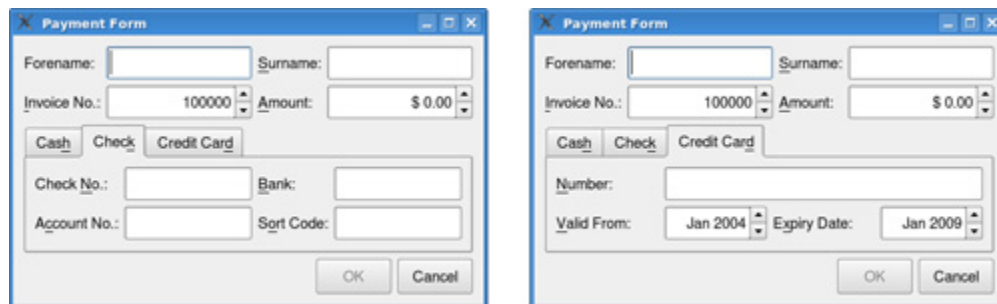 Payment Form
Forename:
Surname:
Invoice No.: 100000
Amount: $ 0.00
Cash Check Credit Card
Check No.:
Bank:
Account No.:
Sort Code:
OK Cancel
Payment Form
Forename:
Surname:
Invoice No.: 100000
Amount: $ 0.00
Cash Check Credit Card
Number:
Valid From: Jan 2004
Expiry Date: Jan 2009
OK Cancel